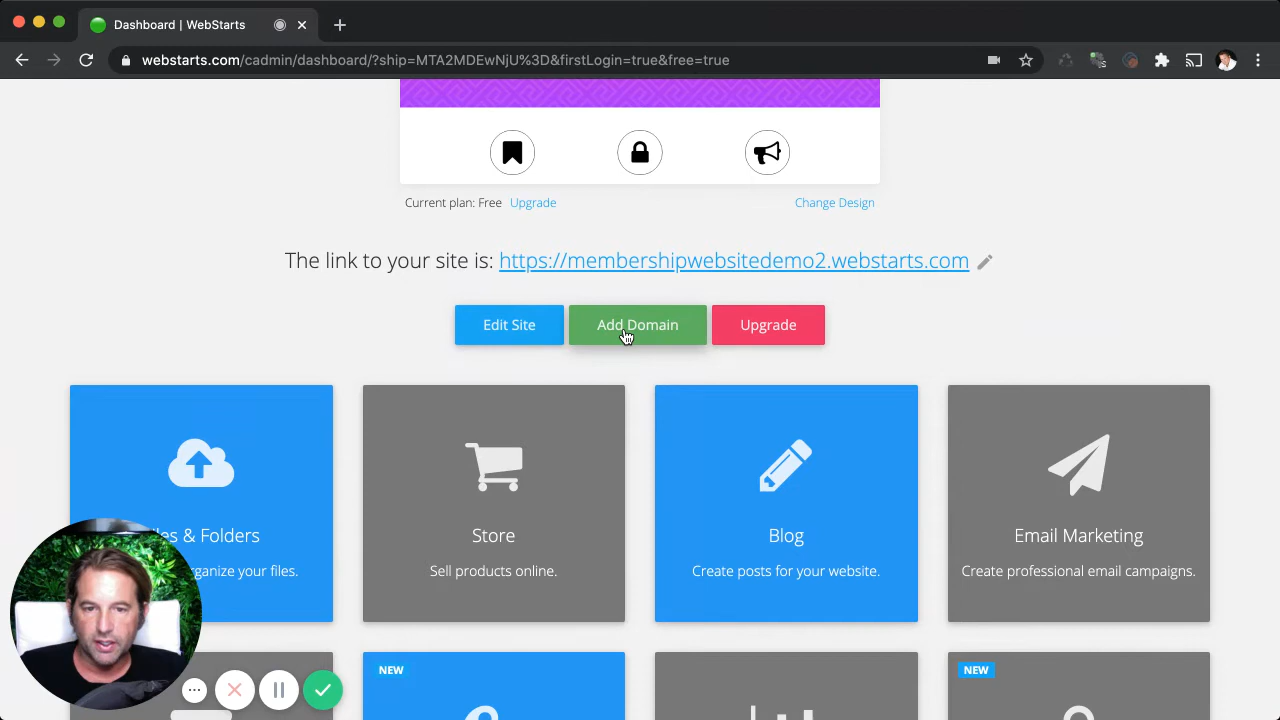 Dashboard | WebStarts
webstarts.com/cadmin/dashboard/?ship=MTA2MDEwNjU%3D&firstLogin=true&free=true
Current plan: Free Upgrade
Change Design
The link to your site is: https://membershipwebsitedemo2.webstarts.com
Edit Site
Add Domain
Upgrade
les & Folders
rganize your files.
Store
Sell products online.
Blog
Create posts for your website.
Email Marketing
Create professional email campaigns.
NEW
NEW